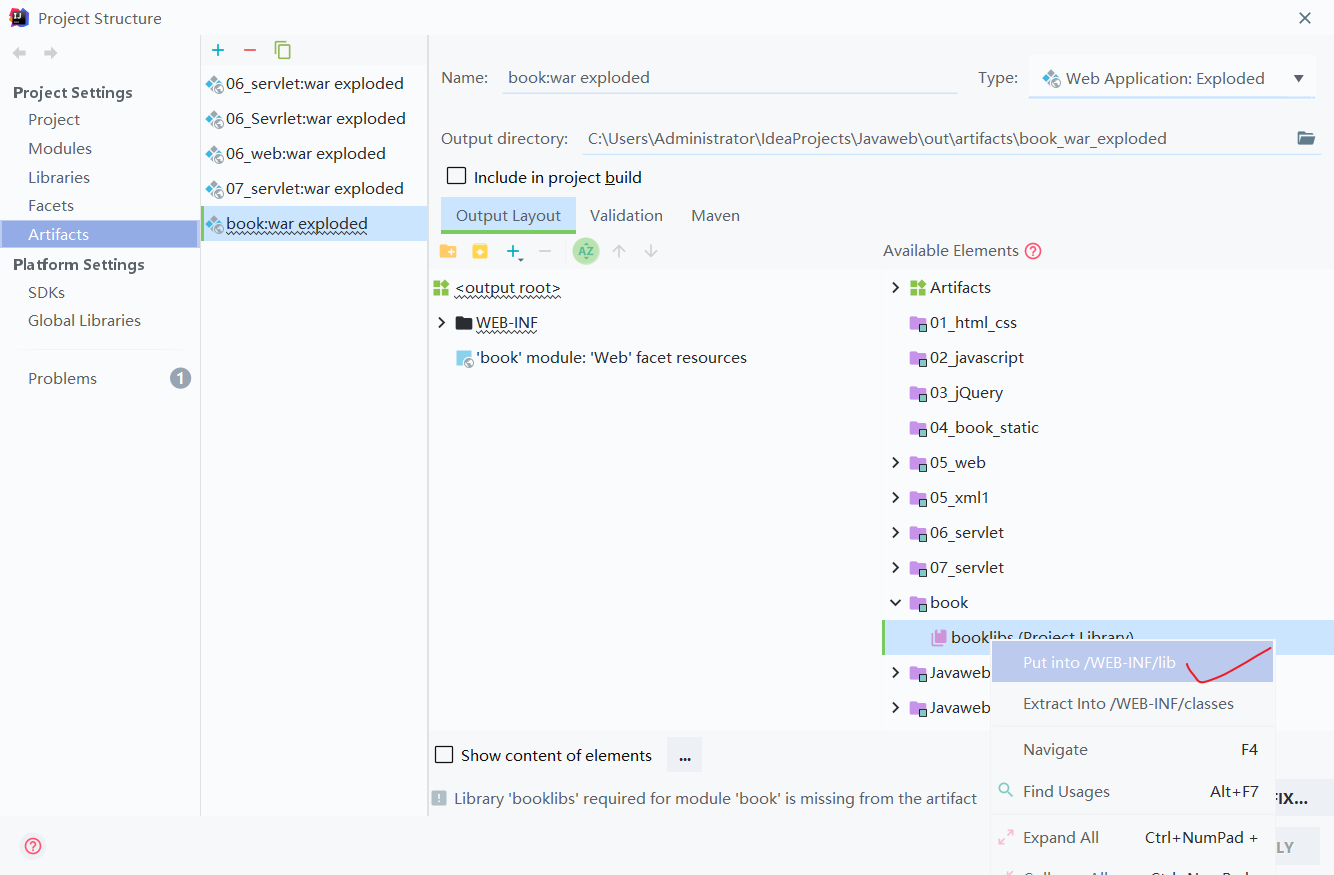 Project Structure
Project Settings
Project
Modules
Libraries
Facets
Artifacts
Platform Settings
SDKs
Global Libraries
Problems 1
06_servlet:war exploded
06_Sevrlet:war exploded
06_web:war exploded
07_servlet:war exploded
book:war exploded
Name: book:war exploded
Type: Web Application: Exploded
Output directory: C:\Users\Administrator\IdeaProjects\Javaweb\out\artifacts\book_war_exploded
Include in project build
Output Layout Validation Maven
AZ
<output root>
WEB-INF
'book' module: 'Web' facet resources
Available Elements ?
Artifacts
01_html_css
02_javascript
03_jQuery
04_book_static
05_web
05_xml1
06_servlet
07_servlet
book
booklibs (Project Library)
Javaweb
Javaweb
Put into /WEB-INF/lib
Extract Into /WEB-INF/classes
Navigate F4
Find Usages Alt+F7
Expand All Ctrl+NumPad +
Show content of elements ...
Library 'booklibs' required for module 'book' is missing from the artifact